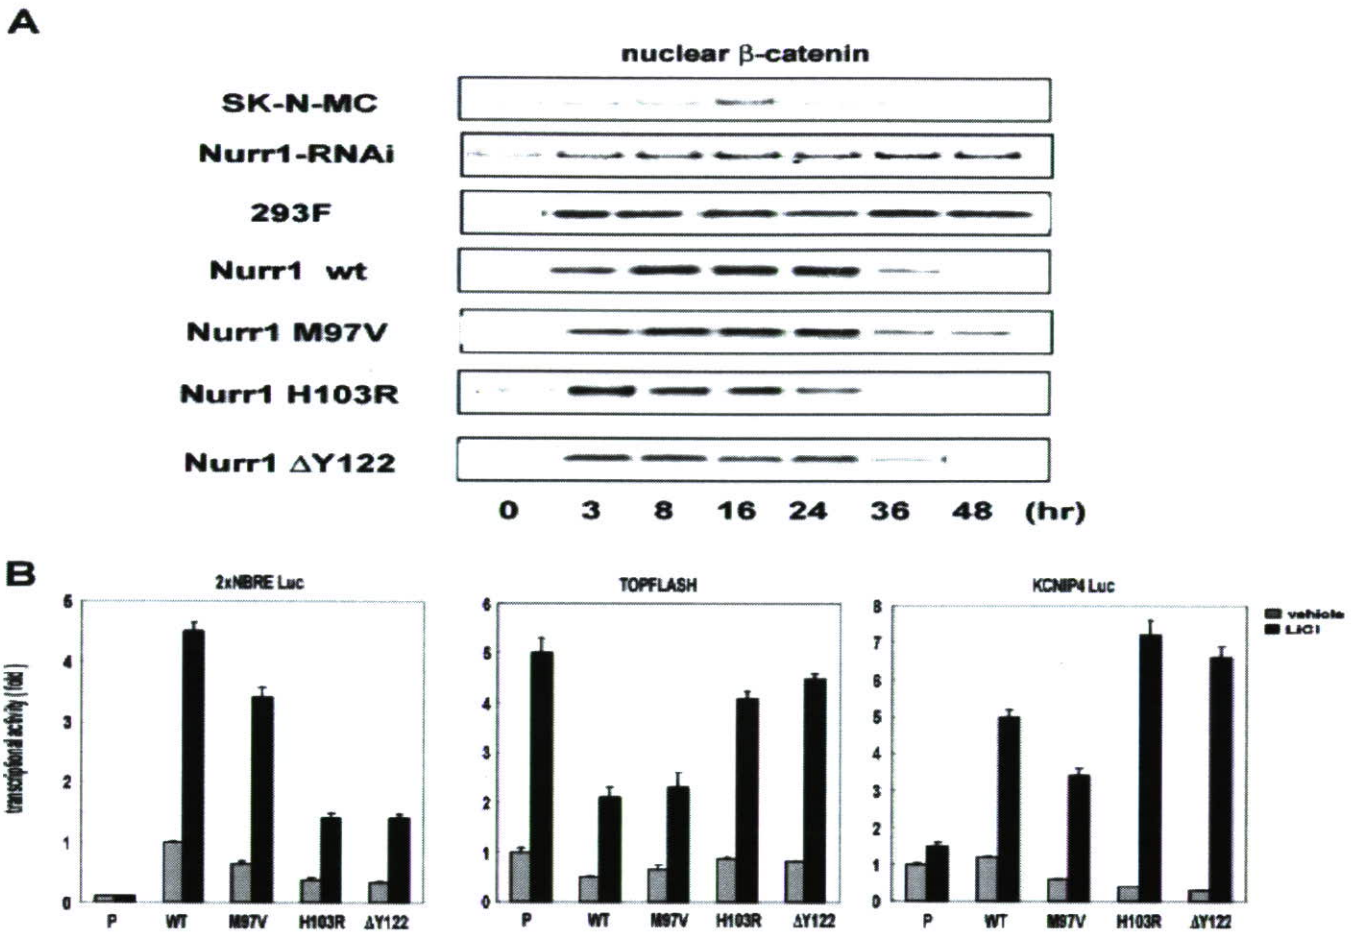 A
nuclear β-catenin
SK-N-MC
Nurr1-RNAi
293F
Nurr1 wt
Nurr1 M97V
Nurr1 H103R
Nurr1 ΔY122
0 3 8 16 24 36 48 (hr)
B
2xNBRE Luc
TOPFLASH
KCNIP4 Luc
vehicle
LiCl
transcriptional activity ( fold )
5
4
3
2
1
0
P WT M97V H103R ΔY122
6
5
4
3
2
1
0
P WT M97V H103R ΔY122
8
7
6
5
4
3
2
1
0
P WT M97V H103R ΔY122